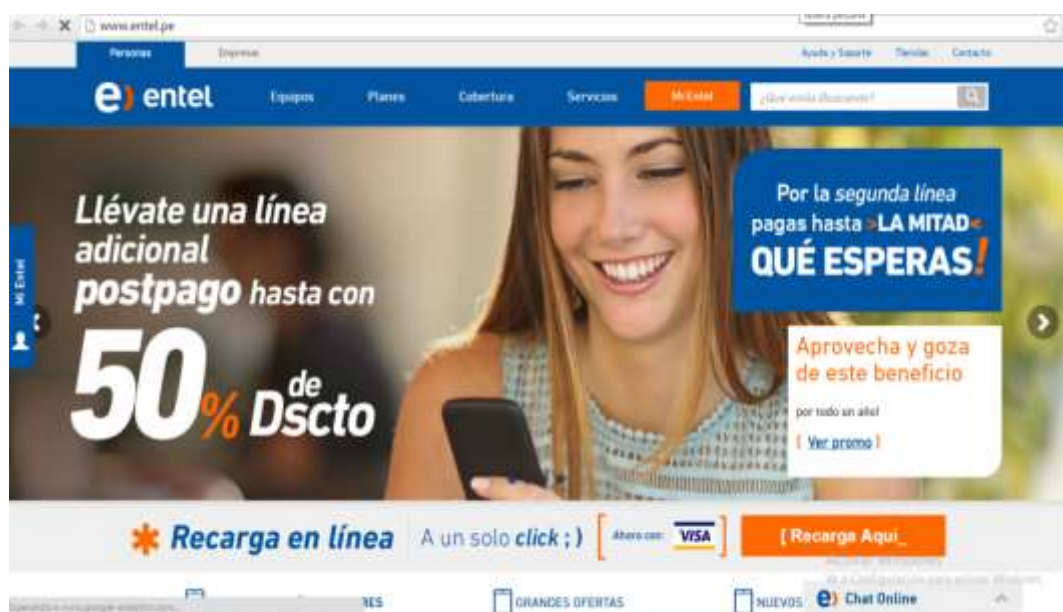 www.entel.pe
Personas
Empresas
Ayuda y Soporte Tiendas Contacto
e) entel
Equipos Planes Cobertura Servicios Mi Entel
Llévate una línea
adicional
postpago hasta con
50% de Dscto
Por la segunda línea
pagas hasta >LA MITAD<
QUÉ ESPERAS!
Mi Entel
Aprovecha y goza
de este beneficio
por todo un año!
[ Ver promo ]
* Recarga en línea
A un solo click ; )
Ahora con: VISA
[ Recarga Aquí_
GRANDES OFERTAS
NUEVOS
e) Chat Online